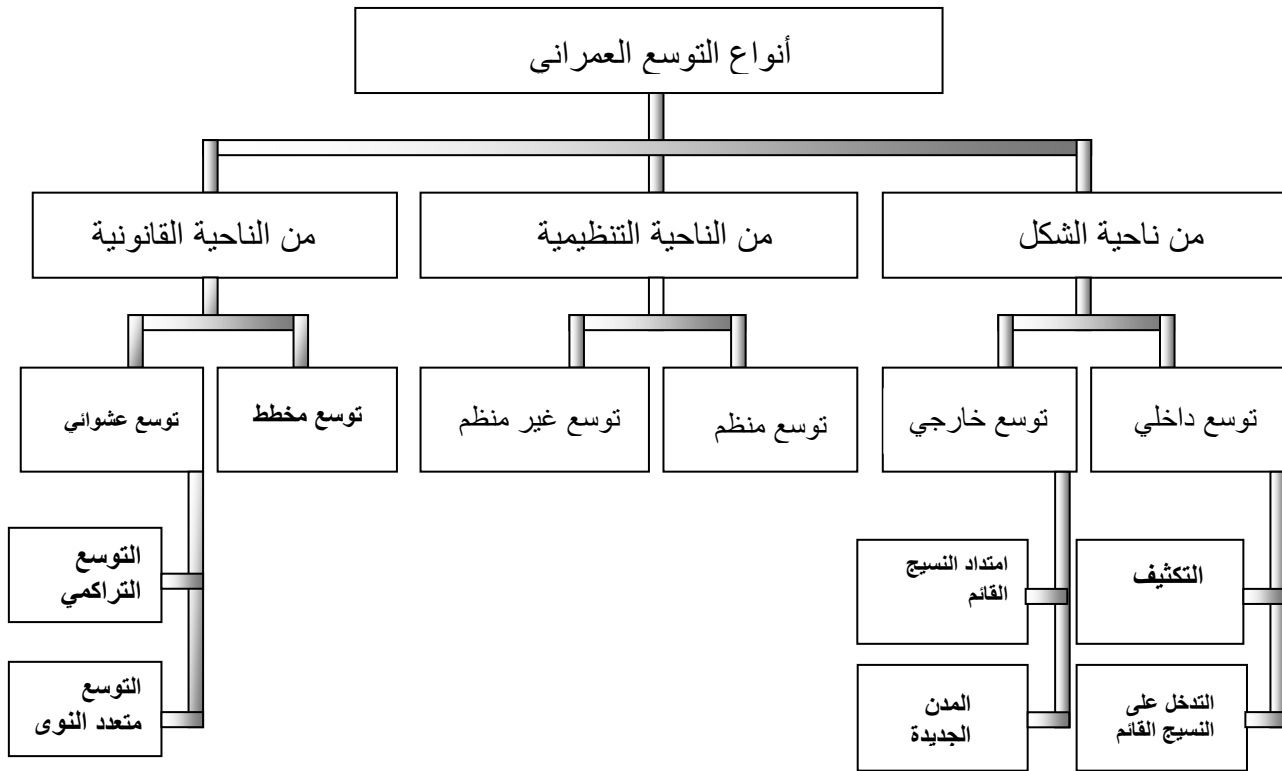 أنواع التوسع العمراني
من ناحية الشكل
من الناحية التنظيمية
من الناحية القانونية
توسع داخلي
توسع خارجي
توسع منظم
توسع غير منظم
توسع مخطط
توسع عشوائي
التكثيف
امتداد النسيج
القائم
التوسع
التراكمي
التدخل على
النسيج القائم
المدن
الجديدة
التوسع
متعدد النوى